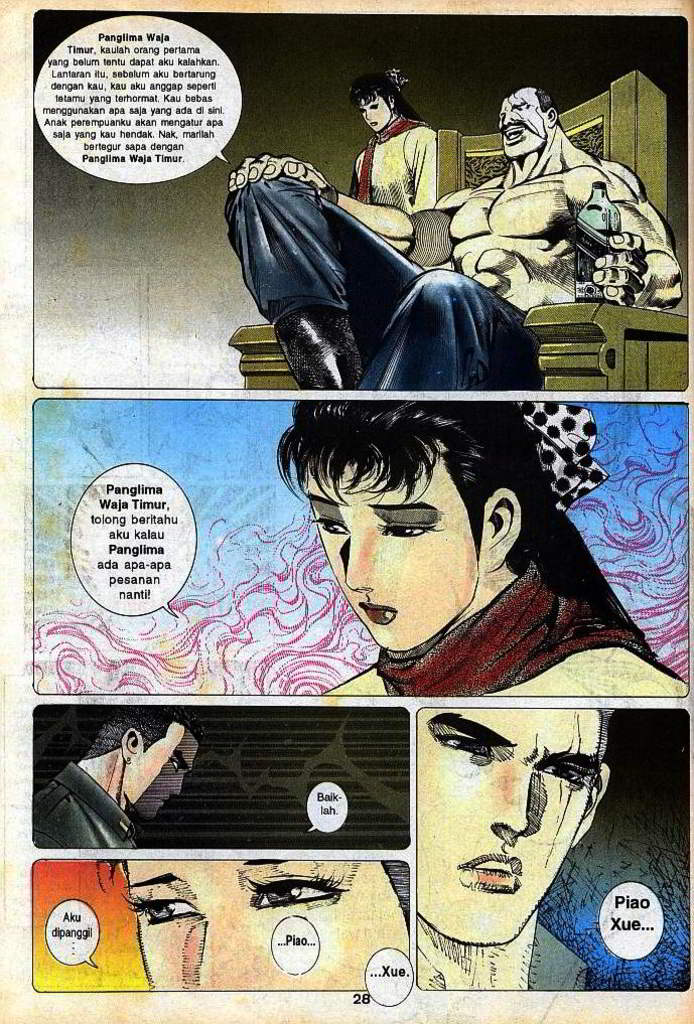 Panglima Waja
Timur, kaulah orang pertama
yang belum tentu dapat aku kalahkan.
Lantaran itu, sebelum aku bertarung
dengan kau, kau aku anggap seperti
tetamu yang terhormat. Kau bebas
menggunakan apa saja yang ada di sini.
Anak perempuanku akan mengatur apa
saja yang kau hendak. Nak, marilah
bertegur sapa dengan
Panglima Waja Timur.
Panglima
Waja Timur,
tolong beritahu
aku kalau
Panglima
ada apa-apa
pesanan
nanti!
Baik-
lah.
Aku
dipanggil
...
...Piao...
...Xue.
Piao
Xue...
28